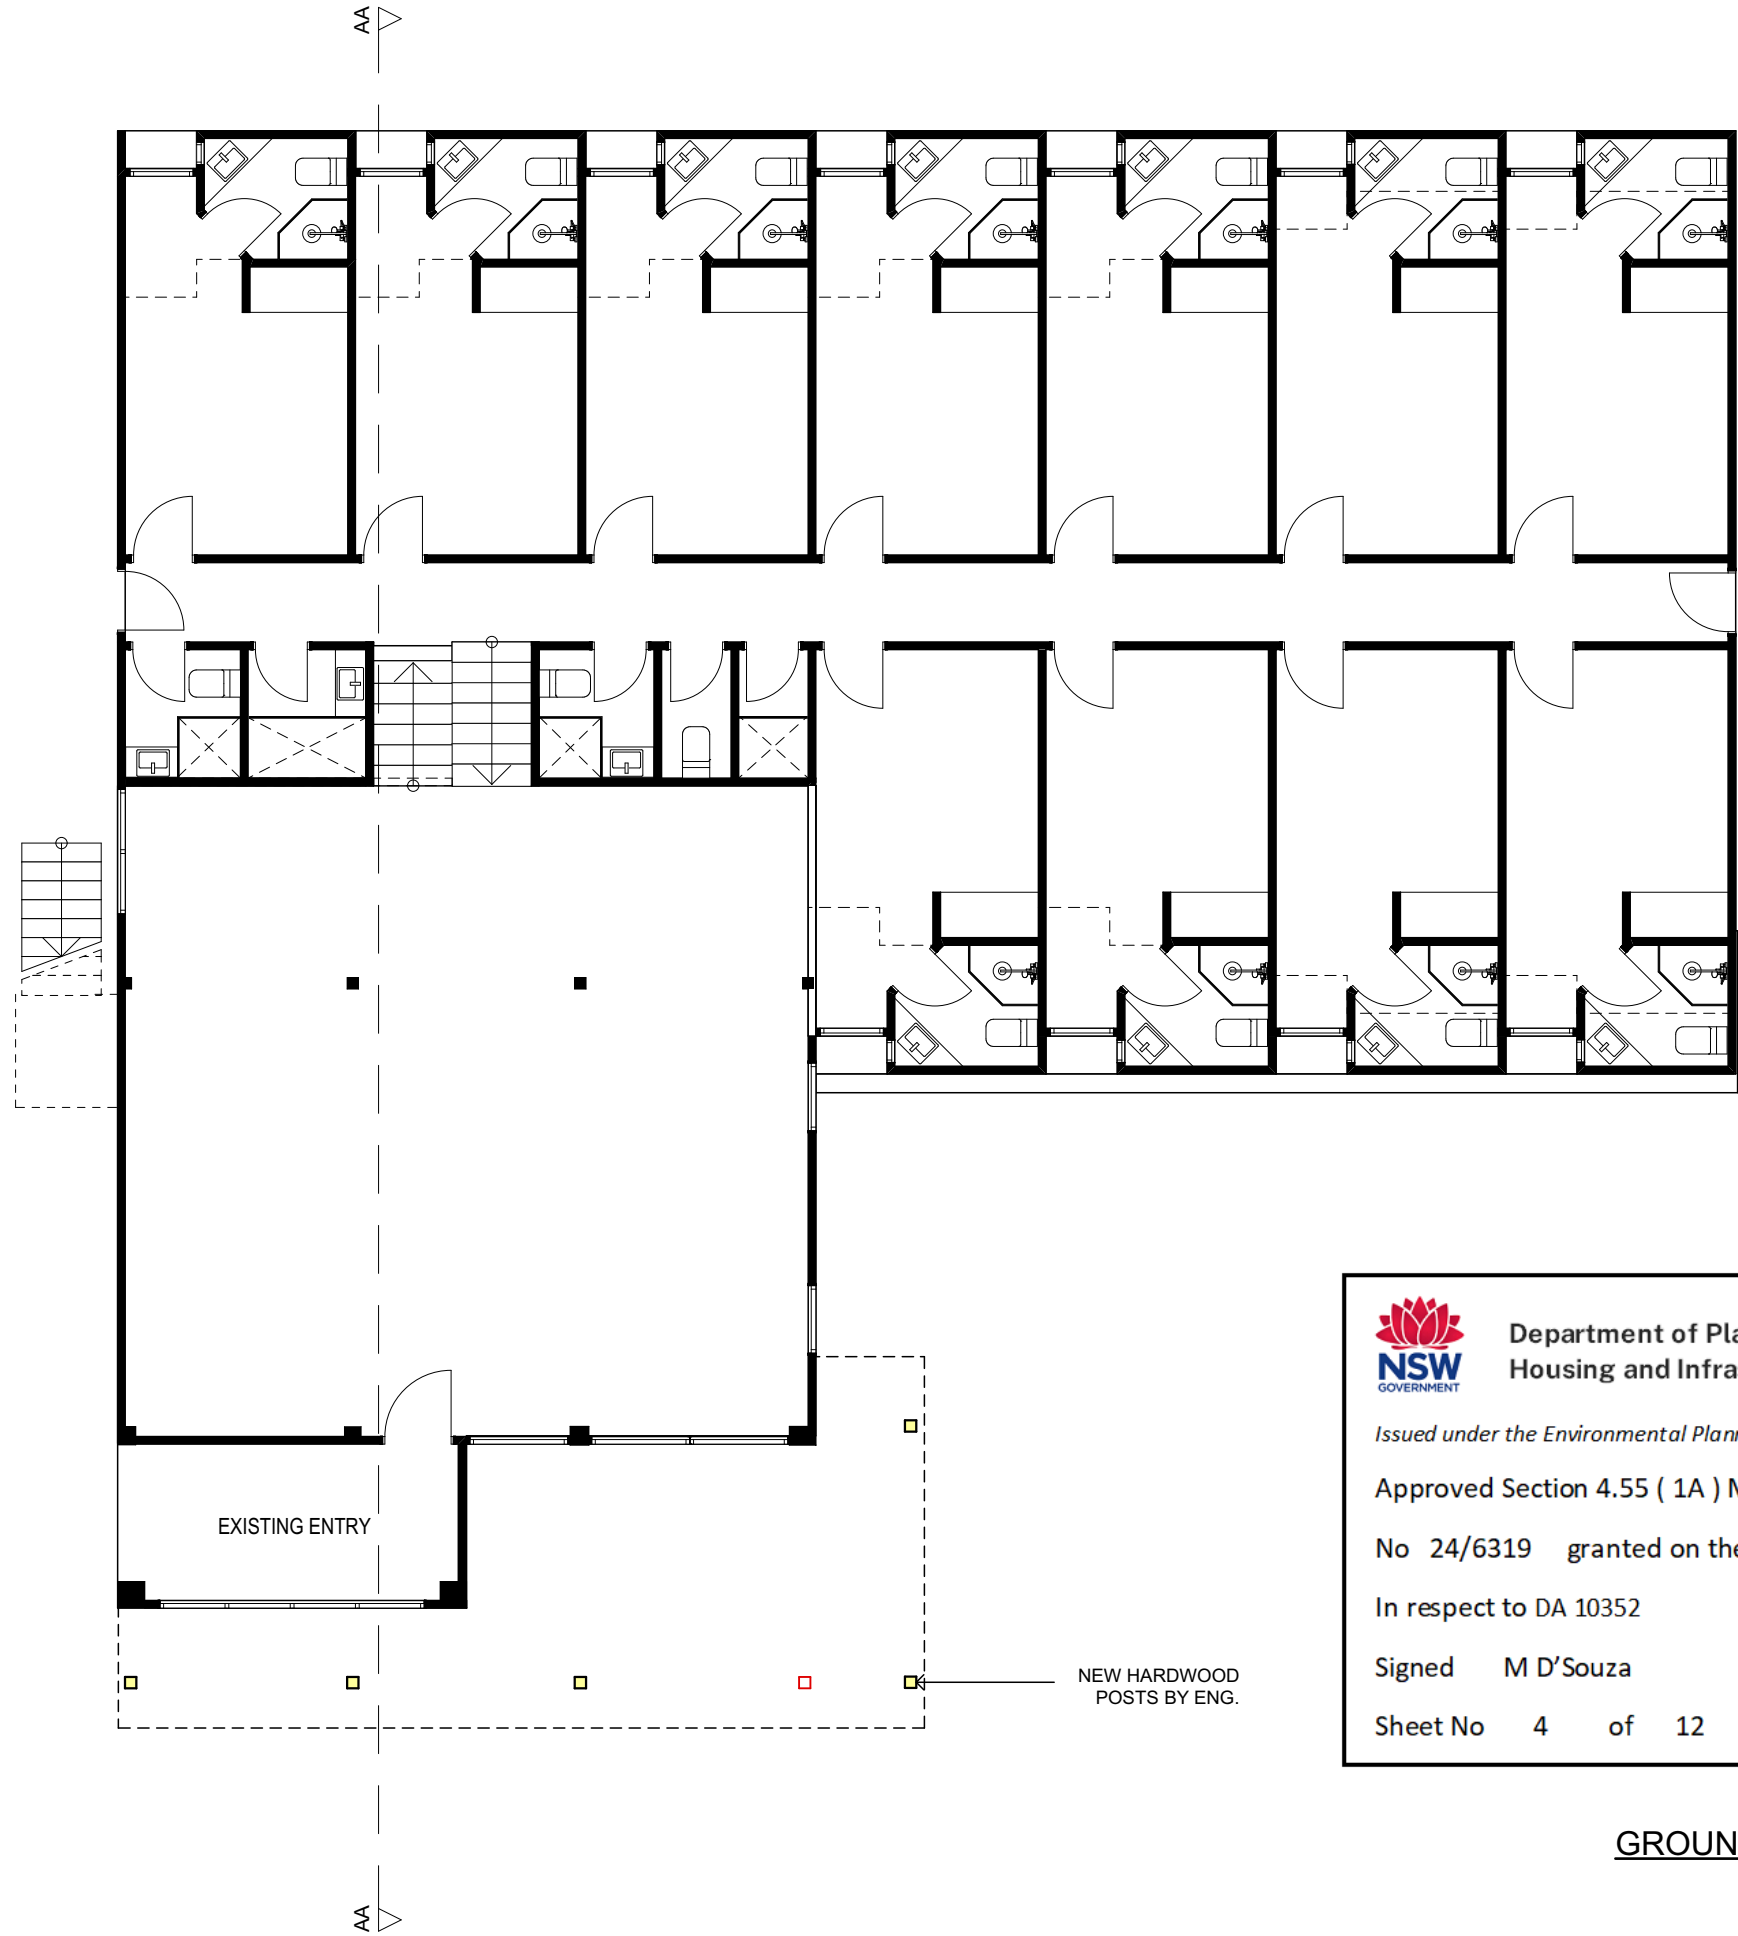 AA
EXISTING ENTRY
NEW HARDWOOD
POSTS BY ENG.
NSW
GOVERNMENT
Department of Pla
Housing and Infra
Issued under the Environmental Plan
Approved Section 4.55 ( 1A ) M
No 24/6319 granted on the
In respect to DA 10352
Signed M D'Souza
Sheet No 4 of 12
GROUN
AA